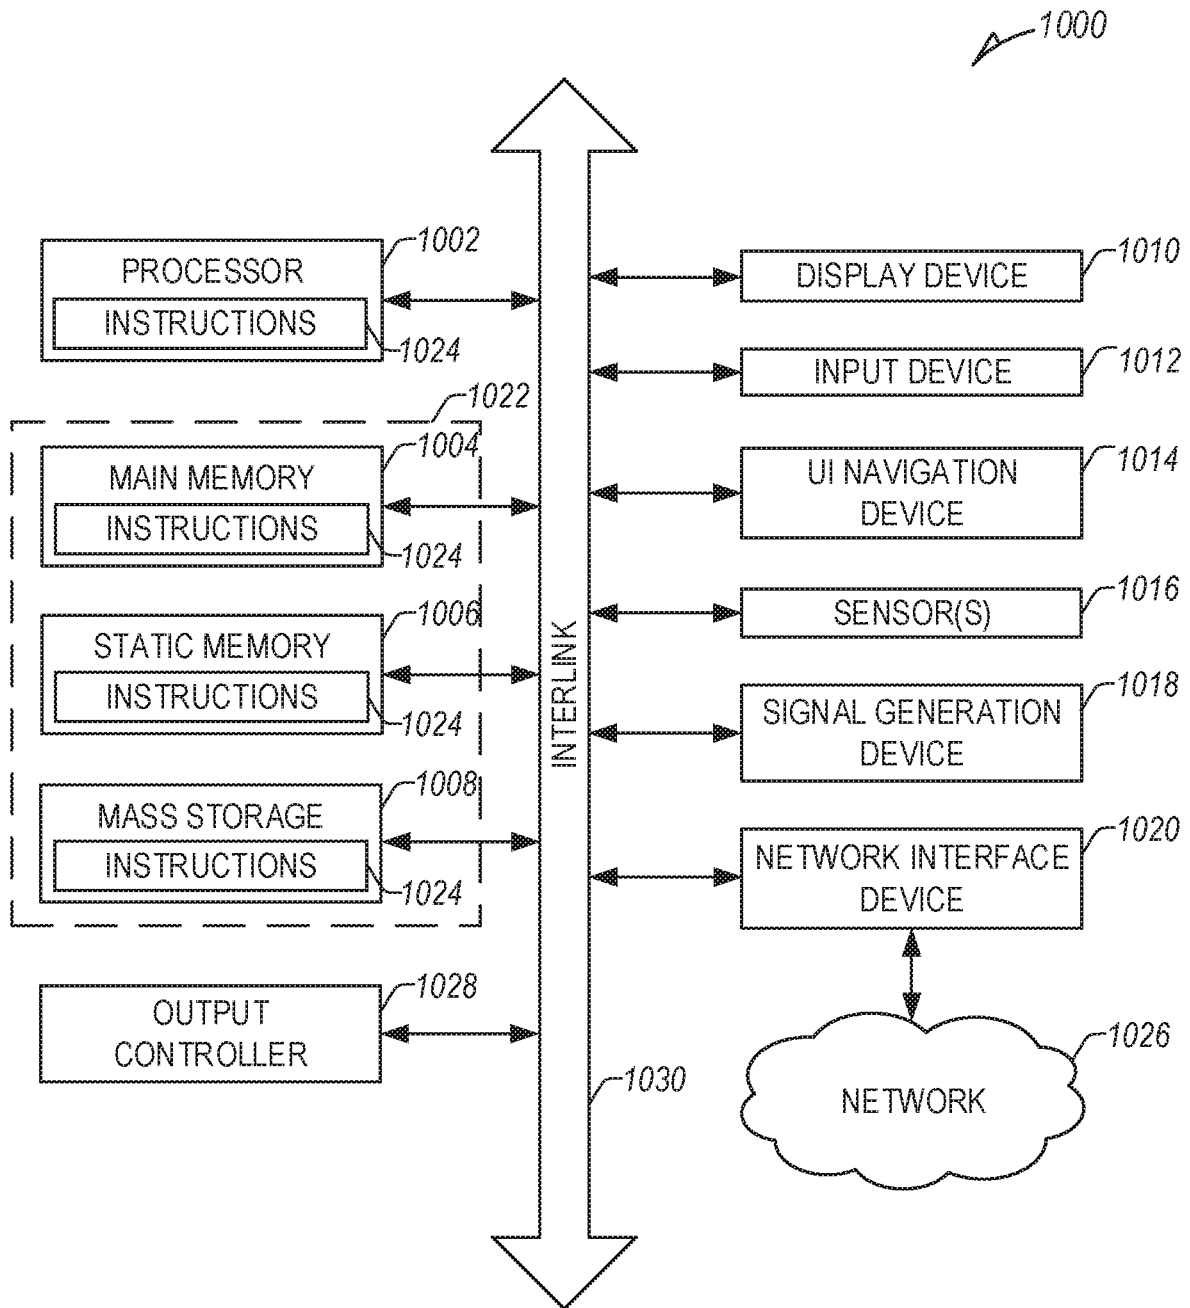 1000
PROCESSOR
1002
INSTRUCTIONS
1024
1022
MAIN MEMORY
1004
INSTRUCTIONS
1024
STATIC MEMORY
1006
INSTRUCTIONS
1024
MASS STORAGE
1008
INSTRUCTIONS
1024
OUTPUT
CONTROLLER
1028
INTERLINK
1030
DISPLAY DEVICE
1010
INPUT DEVICE
1012
UI NAVIGATION
DEVICE
1014
SENSOR(S)
1016
SIGNAL GENERATION
DEVICE
1018
NETWORK INTERFACE
DEVICE
1020
NETWORK
1026